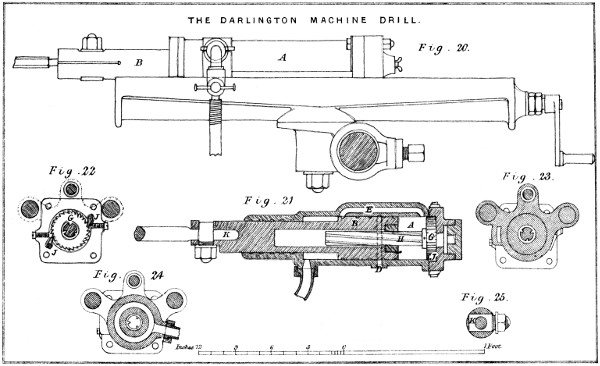 THE DARLINGTON MACHINE DRILL.
Fig. 20.
B
A
Fig. 22
G
J
J
Fig. 21
E
B
A
K
H
G
D
L
Fig. 23.
Fig. 24
Fig. 25.
K
Inches 12 9 6 3 0 1 Foot.